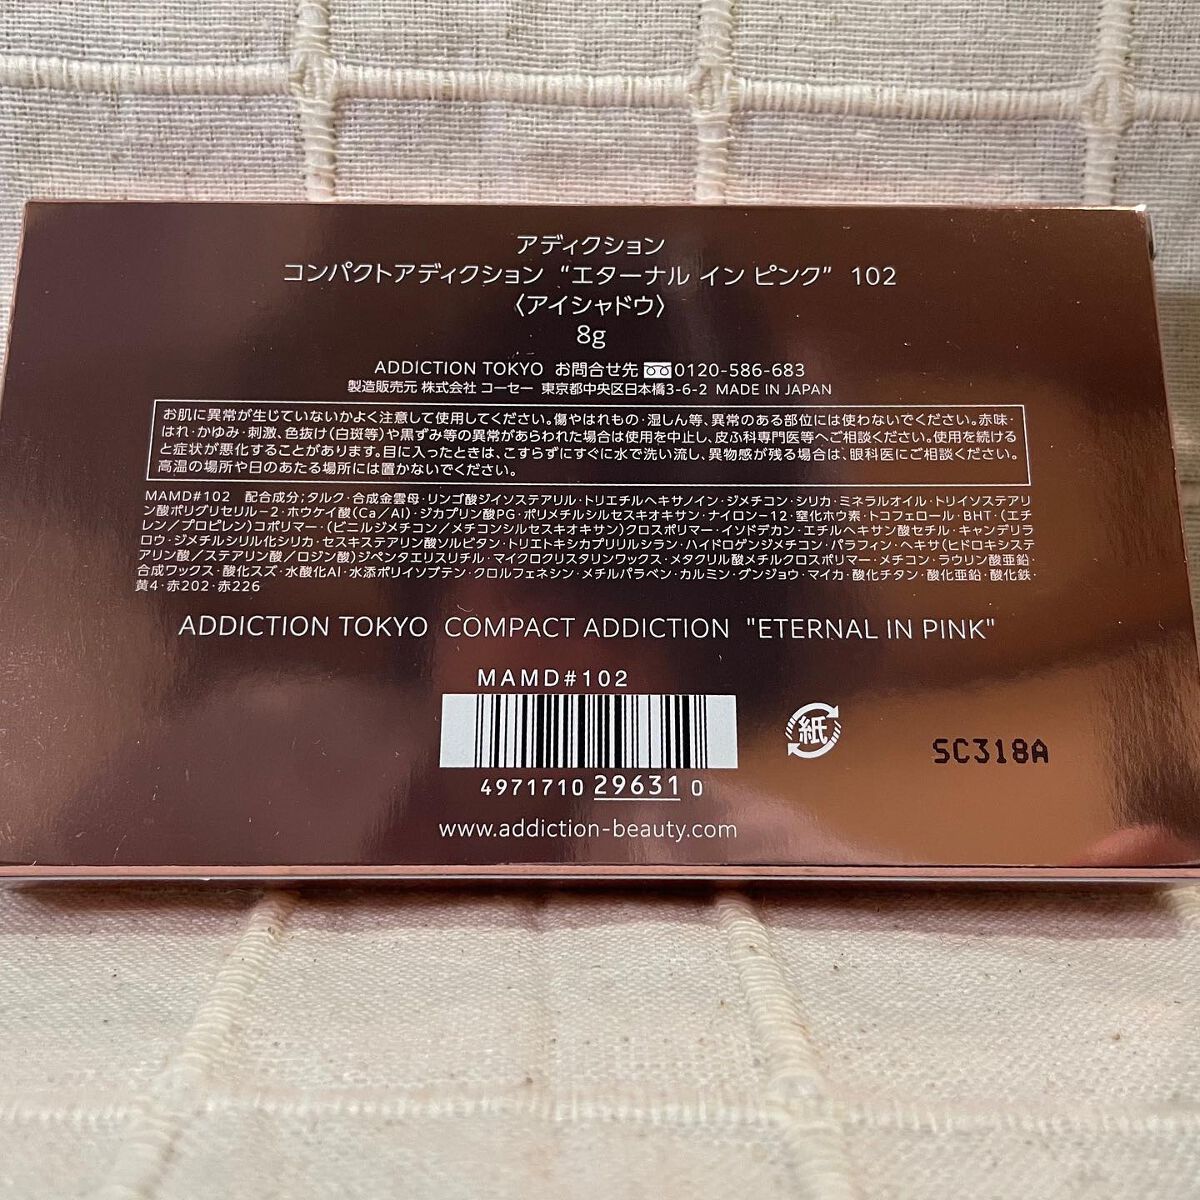 アディクション
コンパクトアディクション “エターナル イン ピンク” 102
〈アイシャドウ〉
8g
ADDICTION TOKYO お問合せ先 0120-586-683
製造販売元 株式会社 コーセー 東京都中央区日本橋3-6-2 MADE IN JAPAN
お肌に異常が生じていないかよく注意して使用してください。傷やはれもの・湿しん等、異常のある部位には使わないでください。赤味・
はれ・かゆみ・刺激、色抜け(白斑等)や黒ずみ等の異常があらわれた場合は使用を中止し、皮ふ科専門医等へご相談ください。使用を続ける
と症状が悪化することがあります。目に入ったときは、こすらずにすぐに水で洗い流し、異物感が残る場合は、眼科医にご相談ください。
高温の場所や日のあたる場所には置かないでください。
MAMD#102 配合成分;タルク・合成金雲母・リンゴ酸ジイソステアリル・トリエチルヘキサノイン・ジメチコン・シリカ・ミネラルオイル・トリイソステアリ
ン酸ポリグリセリル-2・ホウケイ酸(Ca/Al)・ジカプリン酸PG・ポリメチルシルセスキオキサン・ナイロン-12・窒化ホウ素・トコフェロール・BHT・(エチ
レン/プロピレン)コポリマー・(ビニルジメチコン/メチコンシルセスキオキサン)クロスポリマー・イソドデカン・エチルヘキサン酸セチル・キャンデリラ
ロウ・ジメチルシリル化シリカ・セスキステアリン酸ソルビタン・トリエトキシカプリリルシラン・ハイドロゲンジメチコン・パラフィン・ヘキサ(ヒドロキシステ
アリン酸/ステアリン酸/ロジン酸)ジペンタエリスリチル・マイクロクリスタリンワックス・メタクリル酸メチルクロスポリマー・メチコン・ラウリン酸亜鉛・
合成ワックス・酸化スズ・水酸化Al・水添ポリイソブテン・クロルフェネシン・メチルパラベン・カルミン・グンジョウ・マイカ・酸化チタン・酸化亜鉛・酸化鉄・
黄4・赤202・赤226
ADDICTION TOKYO COMPACT ADDICTION "ETERNAL IN PINK"
MAMD#102
紙
SC318A
4971710 29631 0
www.addiction-beauty.com